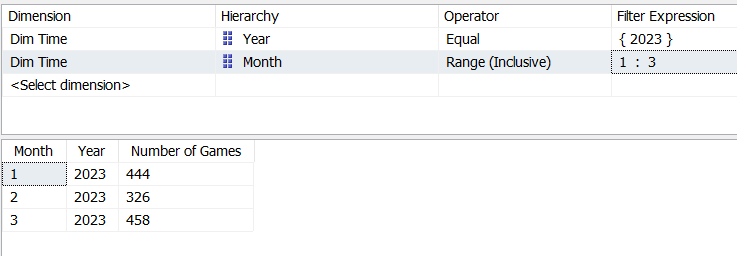 Dimension Hierarchy Operator Filter Expression
Dim Time Year Equal { 2023 }
Dim Time Month Range (Inclusive) 1 : 3
<Select dimension>
Month Year Number of Games
1 2023 444
2 2023 326
3 2023 458